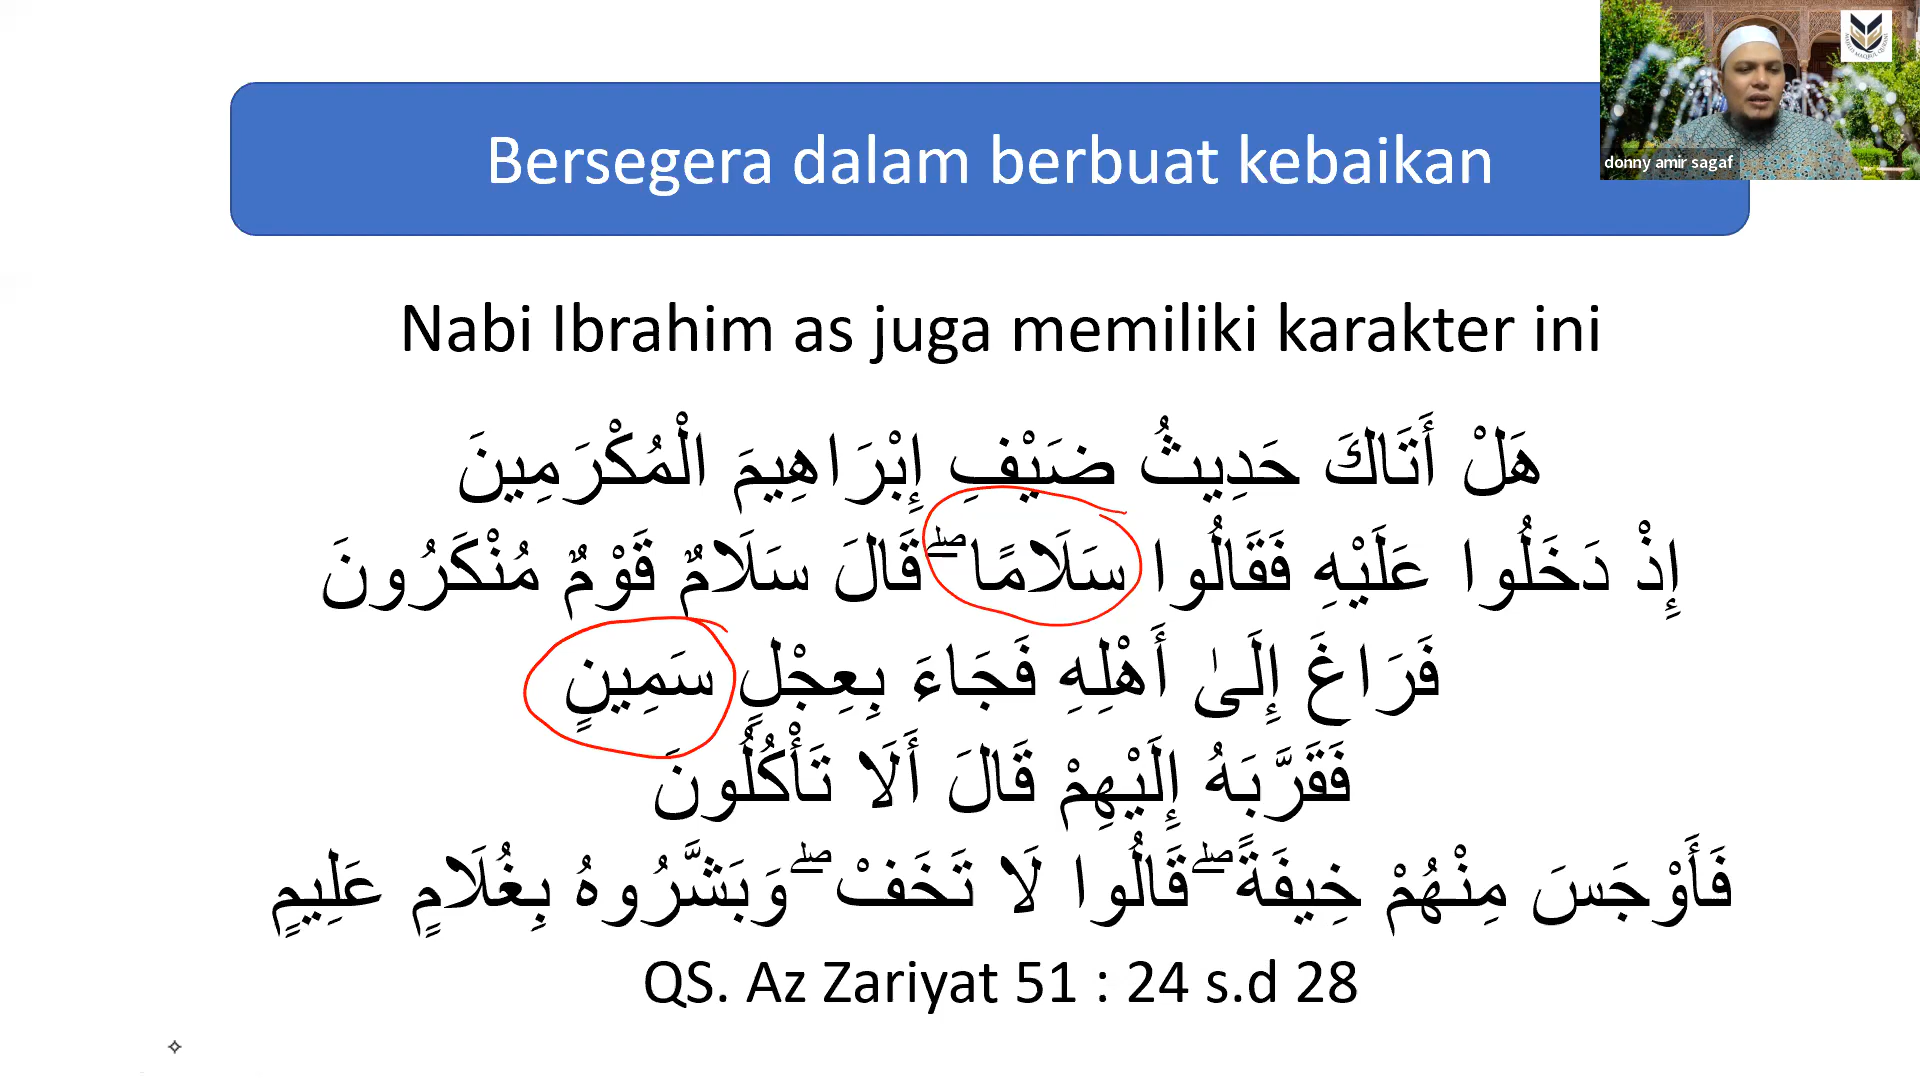 Bersegera dalam berbuat kebaikan
donny amir sagaf
Nabi Ibrahim as juga memiliki karakter ini
هَلْ أَتَاكَ حَدِيثُ ضَيْفِ إِبْرَاهِيمَ الْمُكْرَمِينَ
إِذْ دَخَلُوا عَلَيْهِ فَقَالُوا سَلَامًا ۖ قَالَ سَلَامٌ قَوْمٌ مُنْكَرُونَ
فَرَاغَ إِلَىٰ أَهْلِهِ فَجَاءَ بِعِجْلٍ سَمِينٍ
فَقَرَّبَهُ إِلَيْهِمْ قَالَ أَلَا تَأْكُلُونَ
فَأَوْجَسَ مِنْهُمْ خِيفَةً ۖ قَالُوا لَا تَخَفْ ۖ وَبَشَّرُوهُ بِغُلَامٍ عَلِيمٍ
QS. Az Zariyat 51 : 24 s.d 28